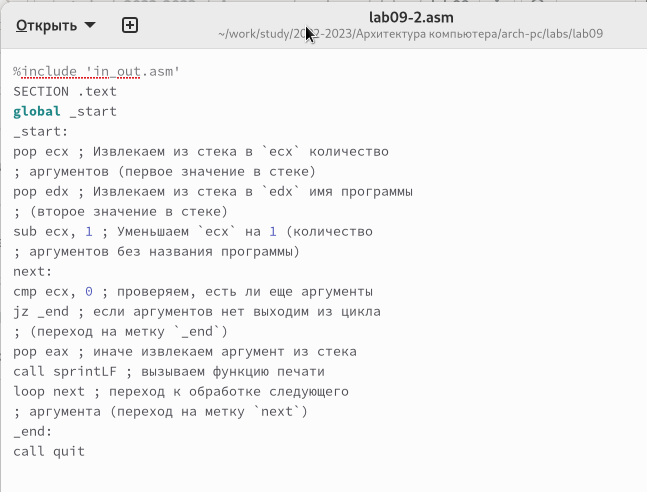 Открыть
lab09-2.asm
~/work/study/2022-2023/Архитектура компьютера/arch-pc/labs/lab09
%include 'in_out.asm'
SECTION .text
global _start
_start:
pop ecx ; Извлекаем из стека в `ecx` количество
; аргументов (первое значение в стеке)
pop edx ; Извлекаем из стека в `edx` имя программы
; (второе значение в стеке)
sub ecx, 1 ; Уменьшаем `ecx` на 1 (количество
; аргументов без названия программы)
next:
cmp ecx, 0 ; проверяем, есть ли еще аргументы
jz _end ; если аргументов нет выходим из цикла
; (переход на метку `_end`)
pop eax ; иначе извлекаем аргумент из стека
call sprintLF ; вызываем функцию печати
loop next ; переход к обработке следующего
; аргумента (переход на метку `next`)
_end:
call quit